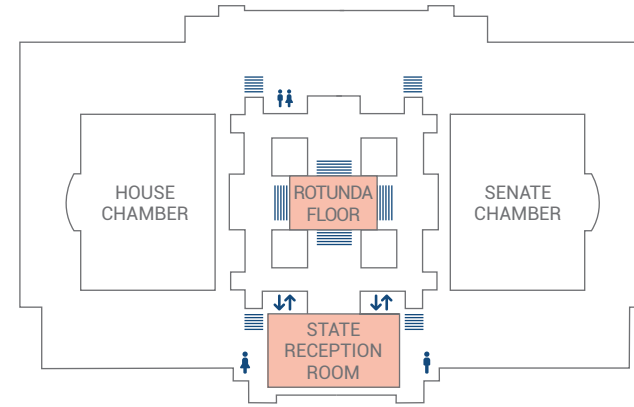 HOUSE
CHAMBER
ROTUNDA
FLOOR
SENATE
CHAMBER
STATE
RECEPTION
ROOM